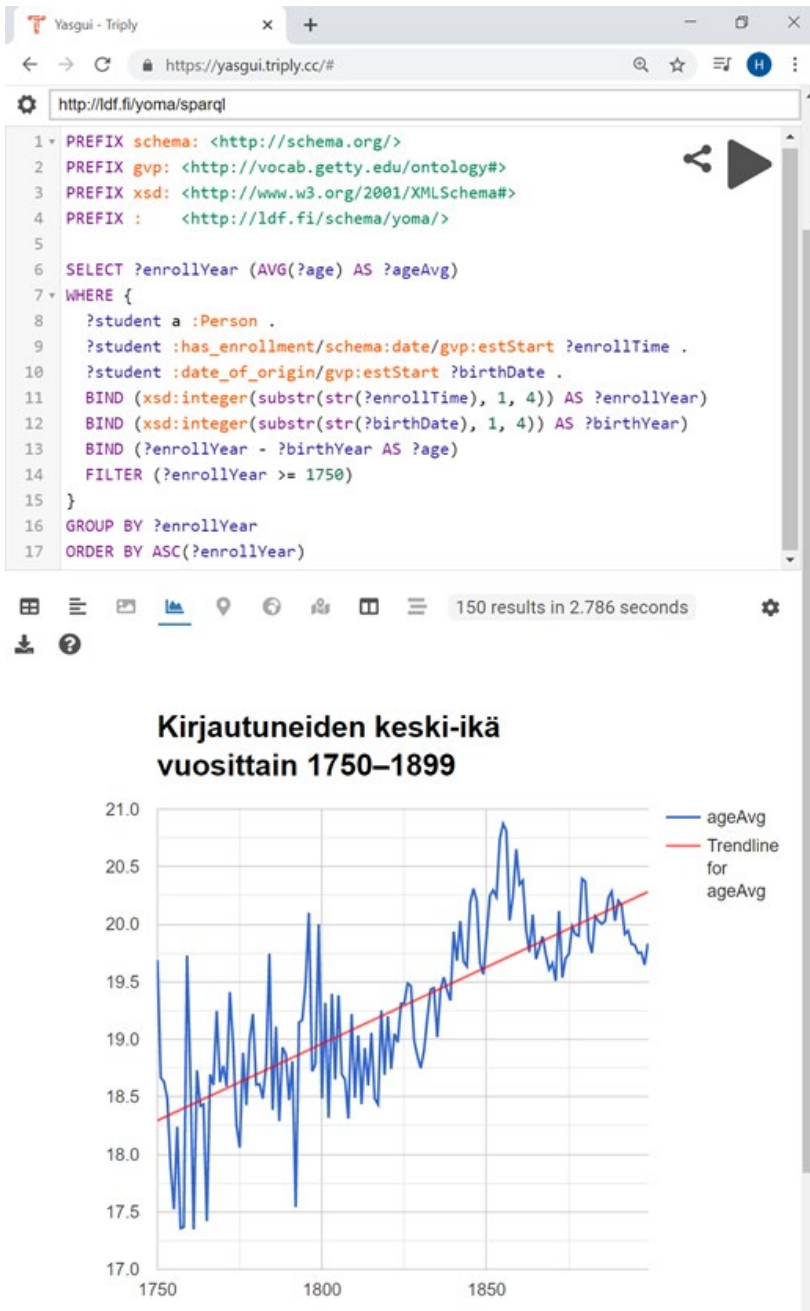 Yasgui - Triply
https://yasgui.triply.cc/#
H
http://ldf.fi/yoma/sparql
1 PREFIX schema: <http://schema.org/>
2 PREFIX gvp: <http://vocab.getty.edu/ontology#>
3 PREFIX xsd: <http://www.w3.org/2001/XMLSchema#>
4 PREFIX :    <http://ldf.fi/schema/yoma/>
5
6 SELECT ?enrollYear (AVG(?age) AS ?ageAvg)
7 WHERE {
8   ?student a :Person .
9   ?student :has_enrollment/schema:date/gvp:estStart ?enrollTime .
10   ?student :date_of_origin/gvp:estStart ?birthDate .
11   BIND (xsd:integer(substr(str(?enrollTime), 1, 4)) AS ?enrollYear)
12   BIND (xsd:integer(substr(str(?birthDate), 1, 4)) AS ?birthYear)
13   BIND (?enrollYear - ?birthYear AS ?age)
14   FILTER (?enrollYear >= 1750)
15 }
16 GROUP BY ?enrollYear
17 ORDER BY ASC(?enrollYear)
150 results in 2.786 seconds
Kirjautuneiden keski-ikä
vuosittain 1750–1899
21.0
20.5
20.0
19.5
19.0
18.5
18.0
17.5
17.0
1750
1800
1850
ageAvg
Trendline
for
ageAvg